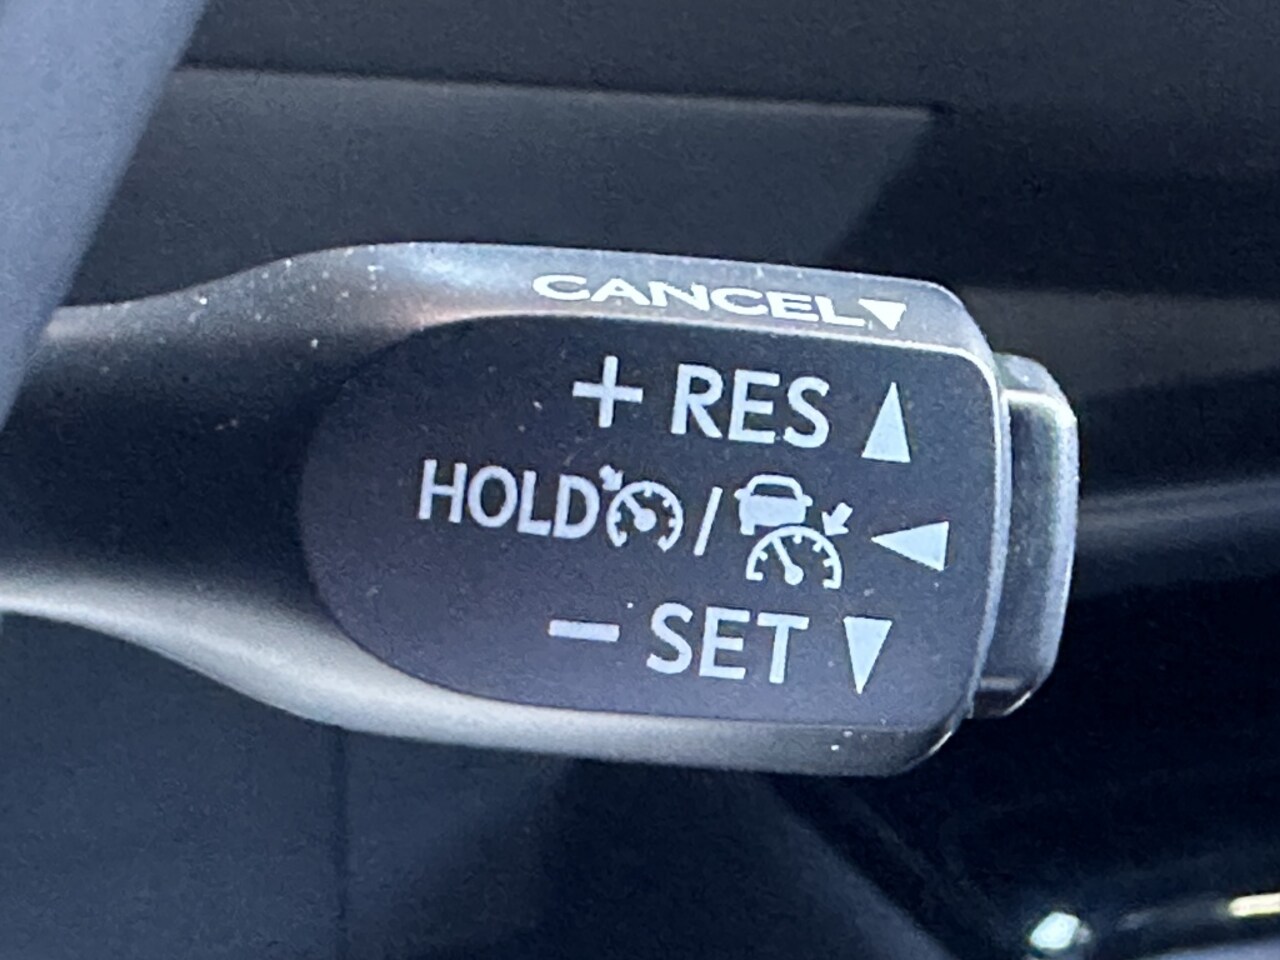 CANCEL▼
+ RES ▲
HOLD / ◀
− SET ▼